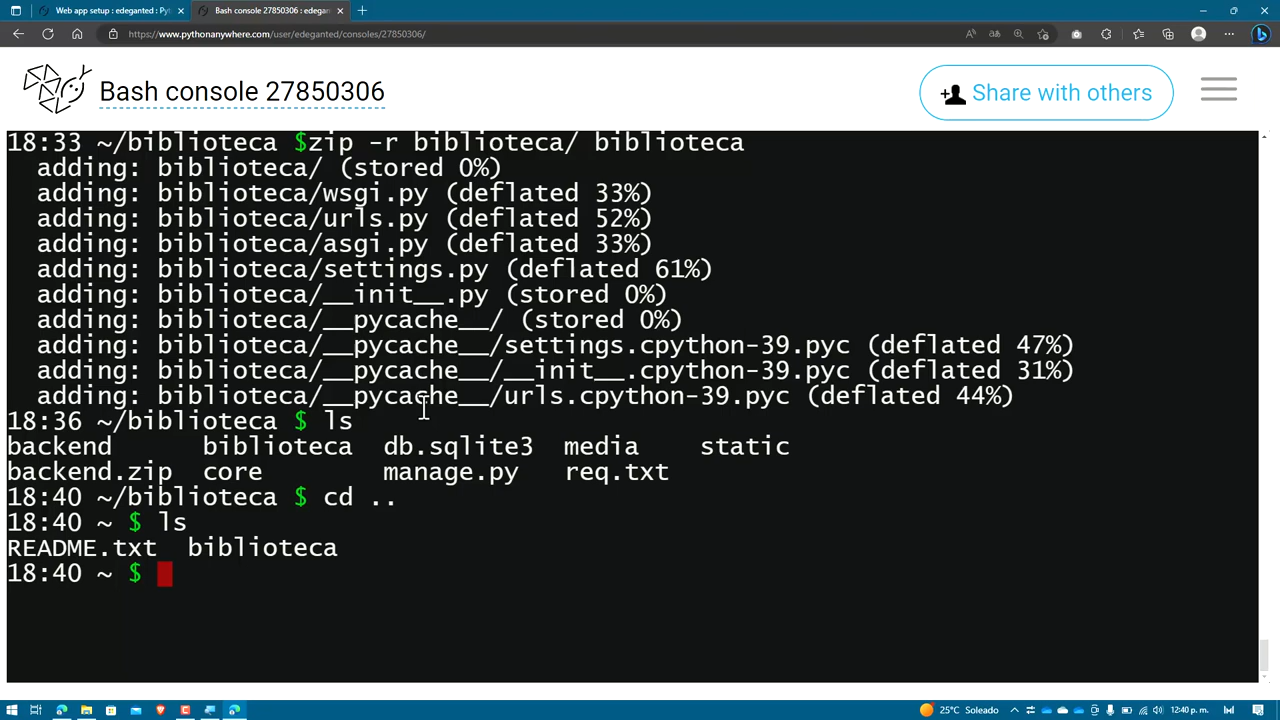 Web app setup : edeganted : Pyt
Bash console 27850306 : edegan
https://www.pythonanywhere.com/user/edeganted/consoles/27850306/
Bash console 27850306
Share with others
18:33 ~/biblioteca $zip -r biblioteca/ biblioteca
  adding: biblioteca/ (stored 0%)
  adding: biblioteca/wsgi.py (deflated 33%)
  adding: biblioteca/urls.py (deflated 52%)
  adding: biblioteca/asgi.py (deflated 33%)
  adding: biblioteca/settings.py (deflated 61%)
  adding: biblioteca/__init__.py (stored 0%)
  adding: biblioteca/__pycache__/ (stored 0%)
  adding: biblioteca/__pycache__/settings.cpython-39.pyc (deflated 47%)
  adding: biblioteca/__pycache__/__init__.cpython-39.pyc (deflated 31%)
  adding: biblioteca/__pycache__/urls.cpython-39.pyc (deflated 44%)
18:36 ~/biblioteca $ ls
backend      biblioteca  db.sqlite3  media    static
backend.zip  core        manage.py   req.txt
18:40 ~/biblioteca $ cd ..
18:40 ~ $ ls
README.txt  biblioteca
18:40 ~ $
25°C Soleado
12:40 p. m.